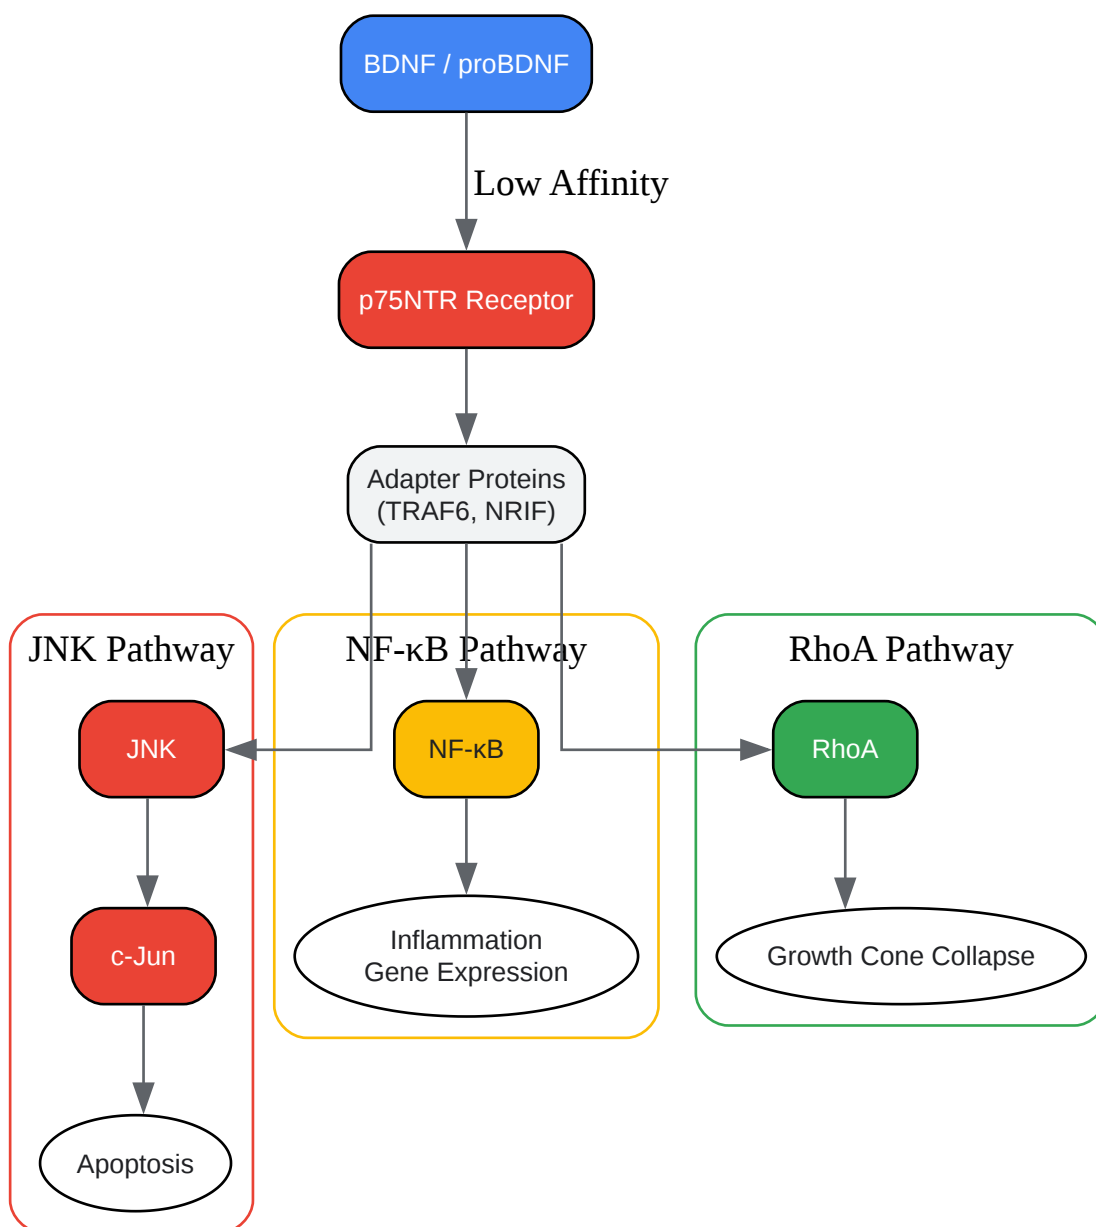 BDNF / proBDNF
Low Affinity
p75NTR Receptor
Adapter Proteins
(TRAF6, NRIF)
JNK Pathway
NF-κB Pathway
RhoA Pathway
JNK
NF-κB
RhoA
c-Jun
Inflammation
Gene Expression
Growth Cone Collapse
Apoptosis